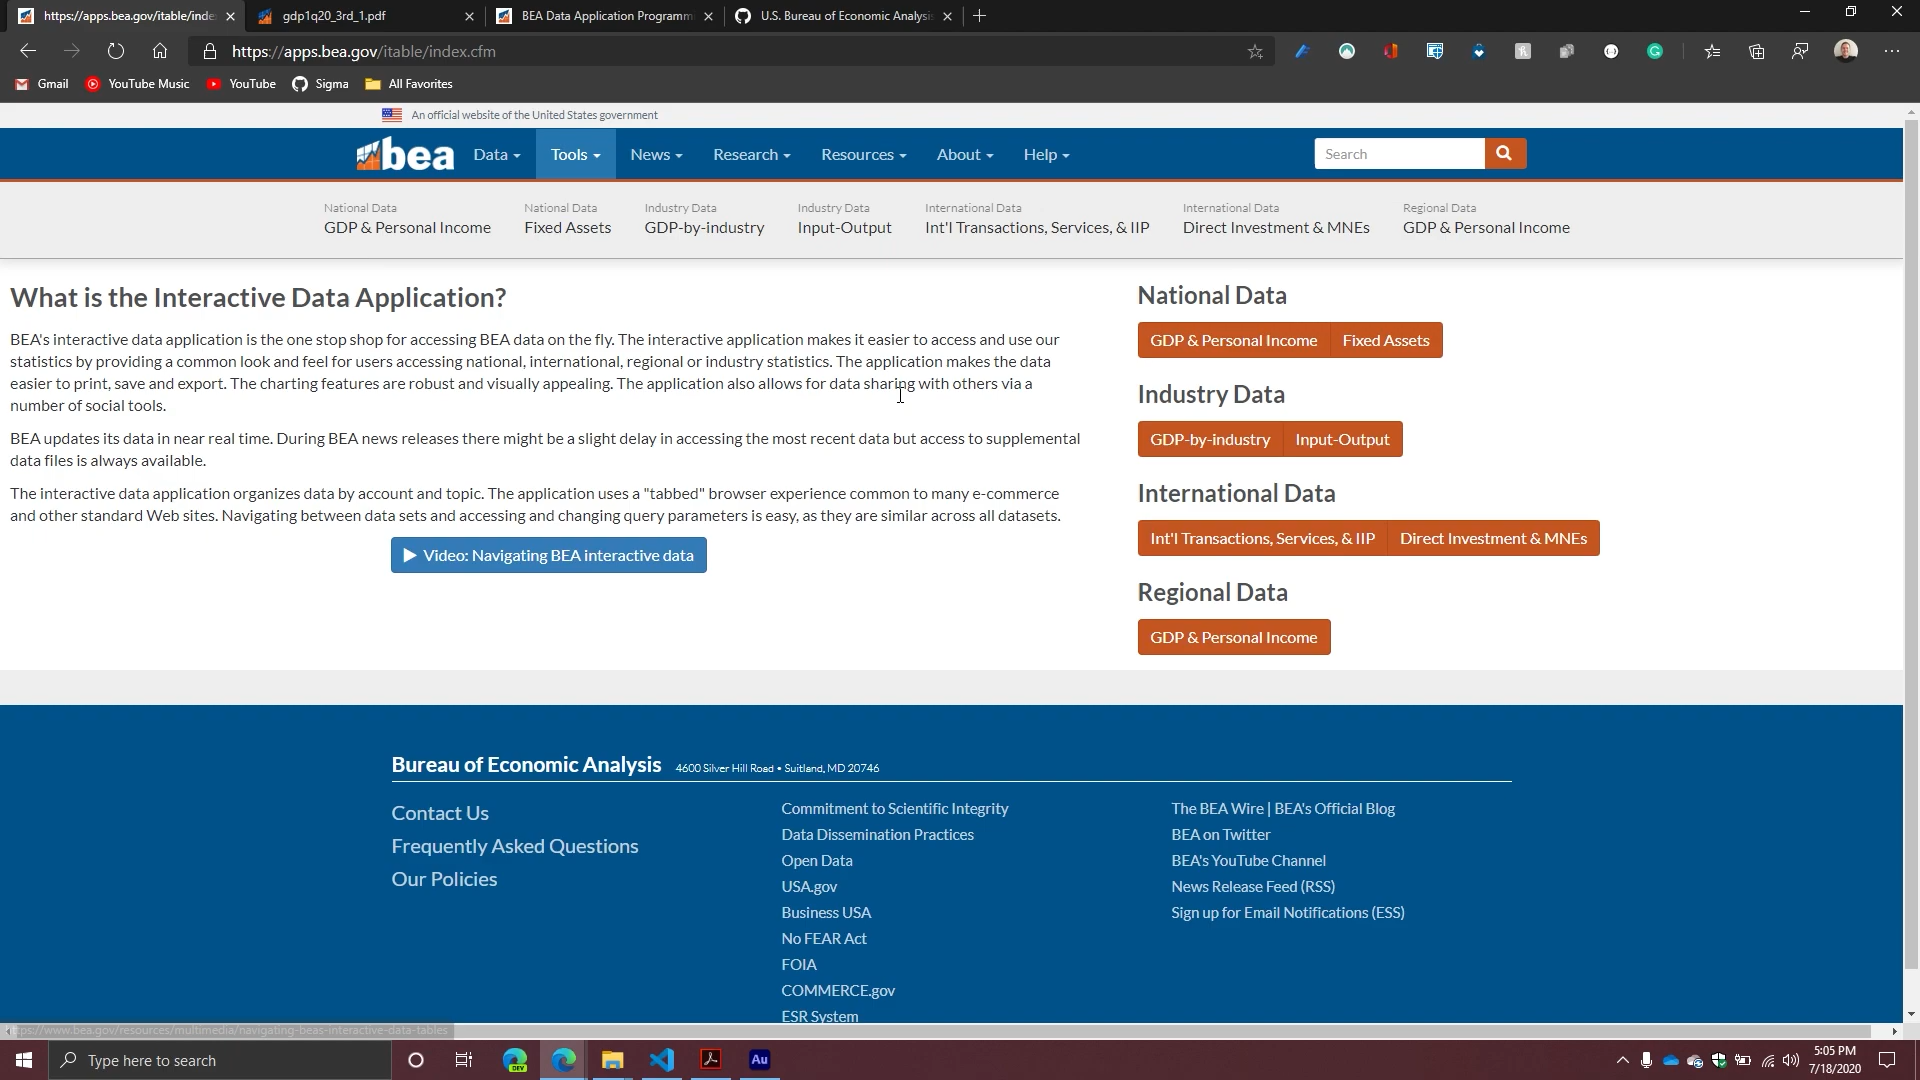 https://apps.bea.gov/itable/inde
gdp1q20_3rd_1.pdf
BEA Data Application Programm
U.S. Bureau of Economic Analysis
https://apps.bea.gov/itable/index.cfm
Gmail
YouTube Music
YouTube
Sigma
All Favorites
An official website of the United States government
bea
Data
Tools
News
Research
Resources
About
Help
Search
National Data
National Data
Industry Data
Industry Data
International Data
International Data
Regional Data
GDP & Personal Income
Fixed Assets
GDP-by-industry
Input-Output
Int'l Transactions, Services, & IIP
Direct Investment & MNEs
GDP & Personal Income
What is the Interactive Data Application?
BEA's interactive data application is the one stop shop for accessing BEA data on the fly. The interactive application makes it easier to access and use our
statistics by providing a common look and feel for users accessing national, international, regional or industry statistics. The application makes the data
easier to print, save and export. The charting features are robust and visually appealing. The application also allows for data sharing with others via a
number of social tools.
BEA updates its data in near real time. During BEA news releases there might be a slight delay in accessing the most recent data but access to supplemental
data files is always available.
The interactive data application organizes data by account and topic. The application uses a "tabbed" browser experience common to many e-commerce
and other standard Web sites. Navigating between data sets and accessing and changing query parameters is easy, as they are similar across all datasets.
Video: Navigating BEA interactive data
National Data
GDP & Personal Income
Fixed Assets
Industry Data
GDP-by-industry
Input-Output
International Data
Int'l Transactions, Services, & IIP
Direct Investment & MNEs
Regional Data
GDP & Personal Income
Bureau of Economic Analysis
4600 Silver Hill Road • Suitland, MD 20746
Contact Us
Frequently Asked Questions
Our Policies
Commitment to Scientific Integrity
Data Dissemination Practices
Open Data
USA.gov
Business USA
No FEAR Act
FOIA
COMMERCE.gov
ESR System
The BEA Wire | BEA's Official Blog
BEA on Twitter
BEA's YouTube Channel
News Release Feed (RSS)
Sign up for Email Notifications (ESS)
https://www.bea.gov/resources/multimedia/navigating-beas-interactive-data-tables
Type here to search
DEV
Au
5:05 PM
7/18/2020